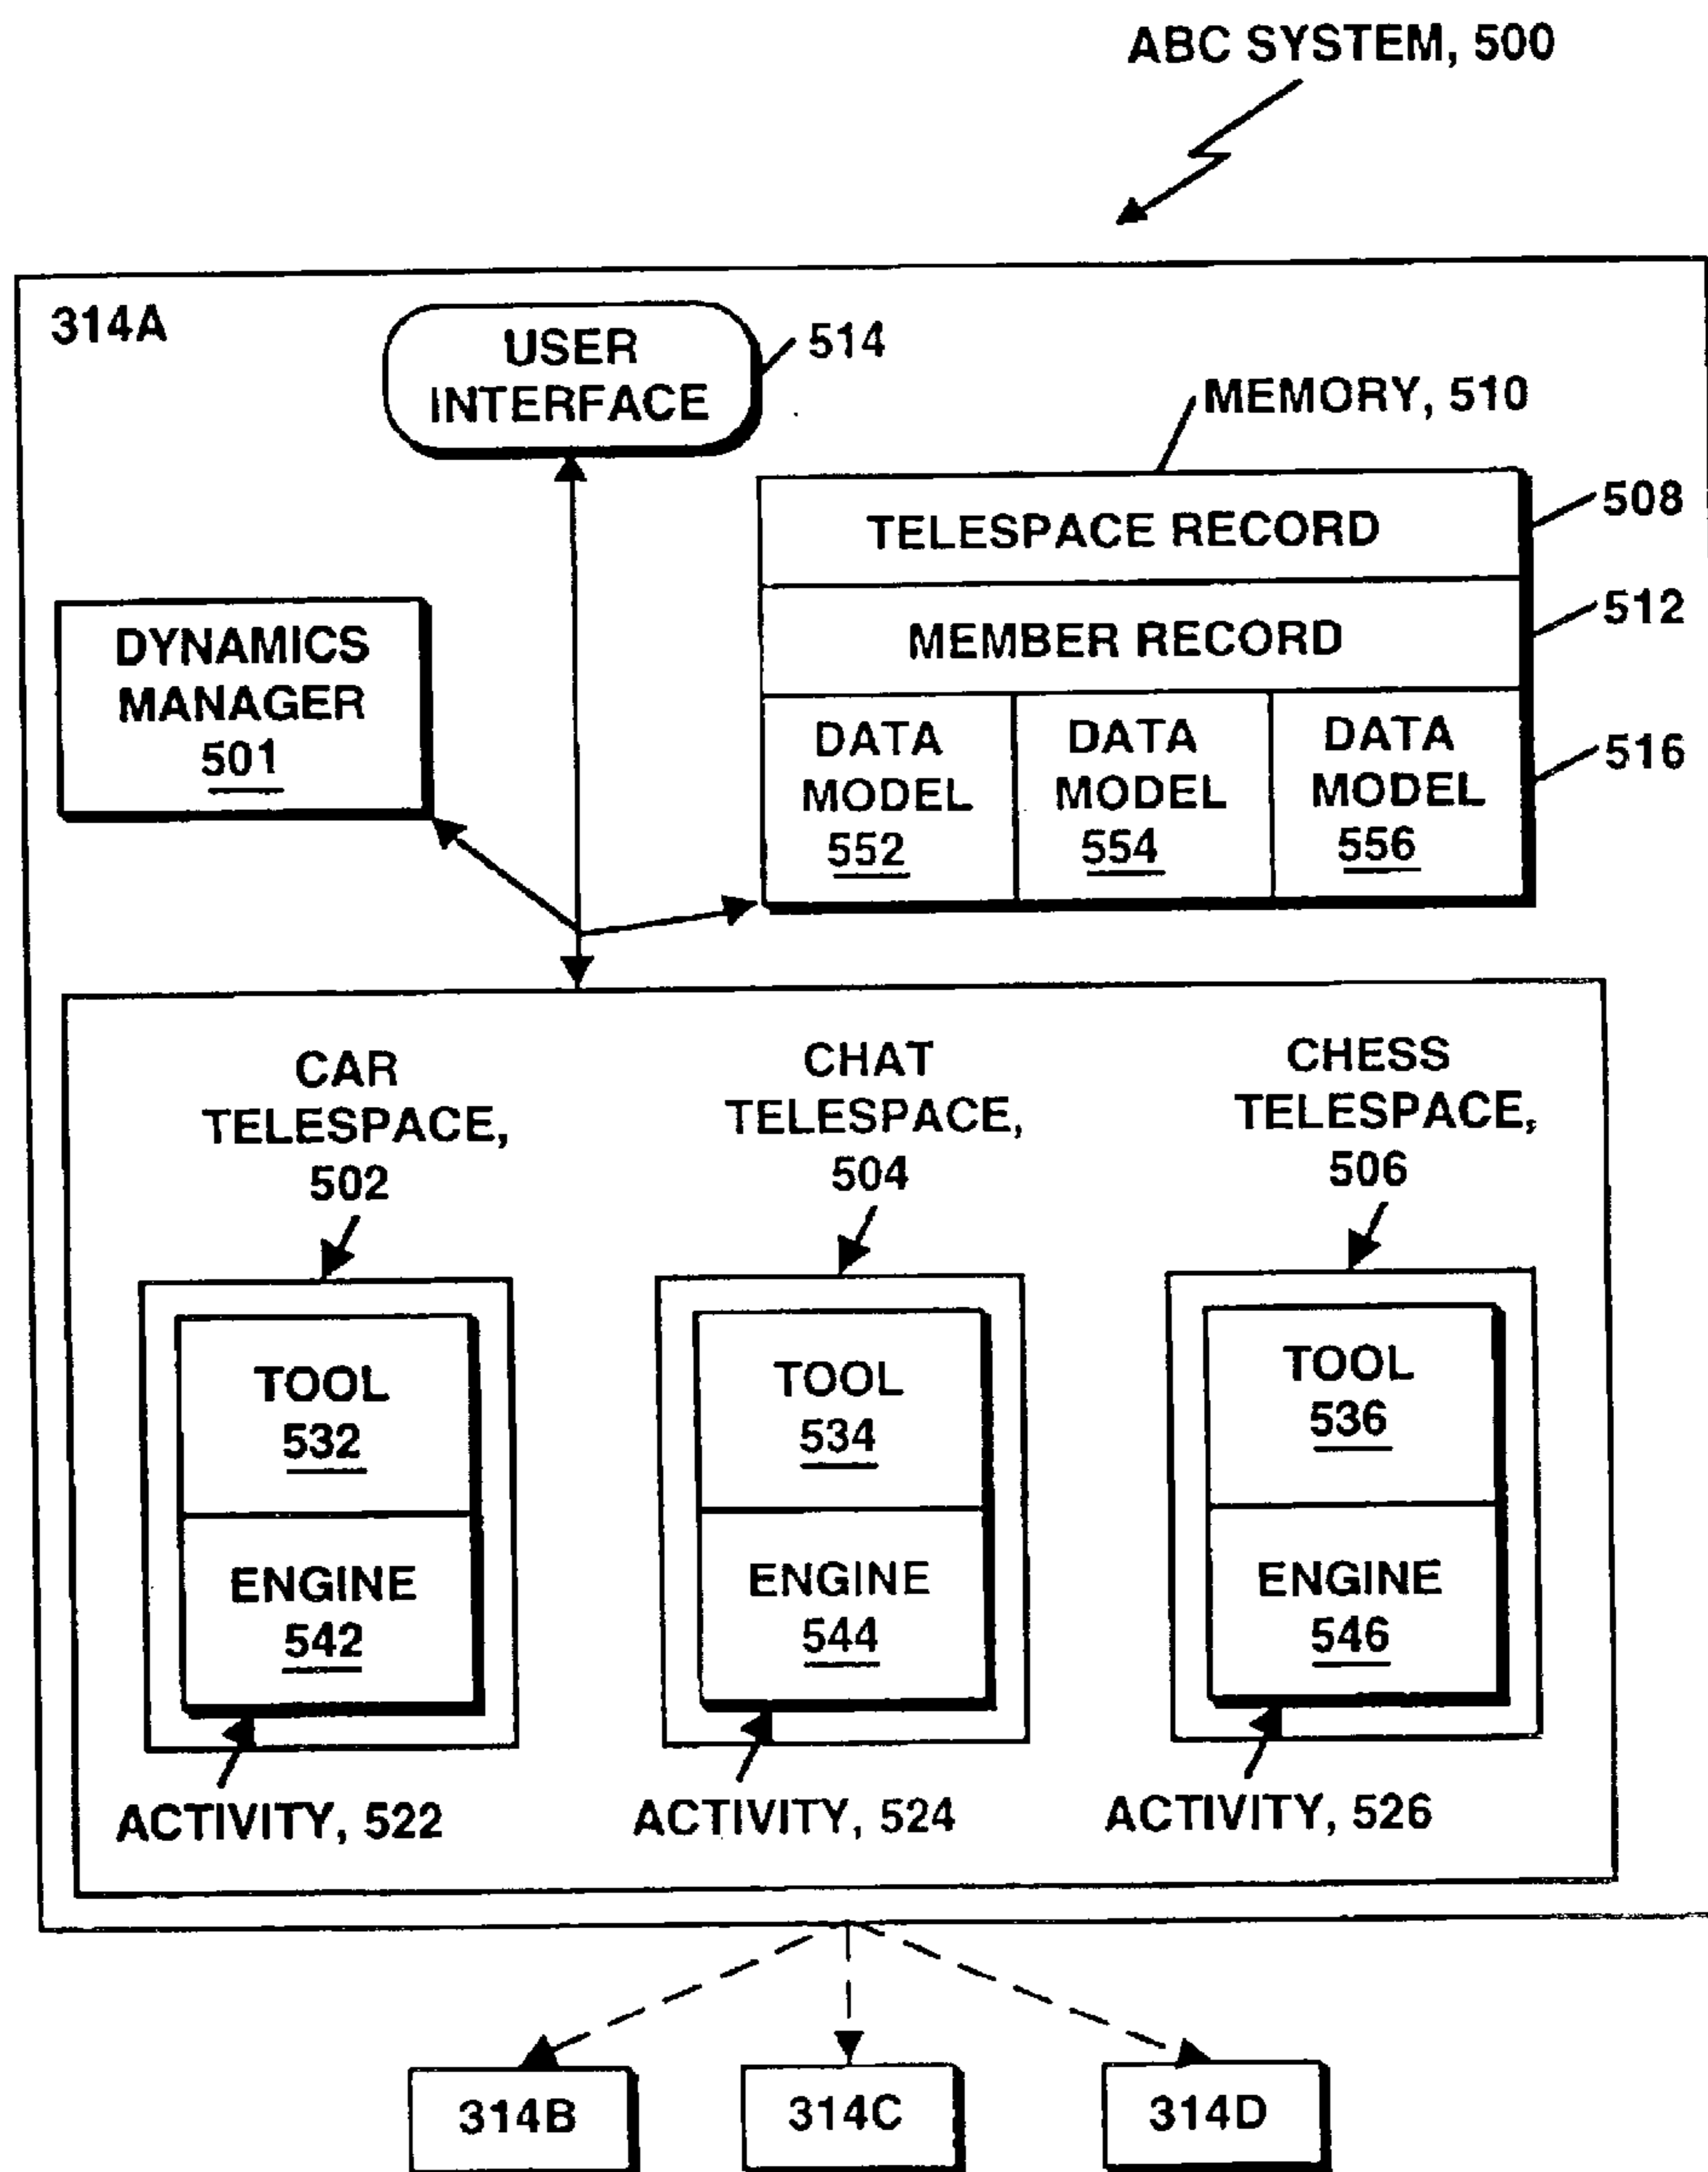 ABC SYSTEM, 500
314A
USER
INTERFACE
514
MEMORY, 510
TELESPACE RECORD
508
MEMBER RECORD
512
DYNAMICS
MANAGER
501
DATA
MODEL
552
DATA
MODEL
554
DATA
MODEL
556
516
CAR
TELESPACE,
502
CHAT
TELESPACE,
504
CHESS
TELESPACE,
506
TOOL
532
ENGINE
542
TOOL
534
ENGINE
544
TOOL
536
ENGINE
546
ACTIVITY, 522
ACTIVITY, 524
ACTIVITY, 526
314B
314C
314D